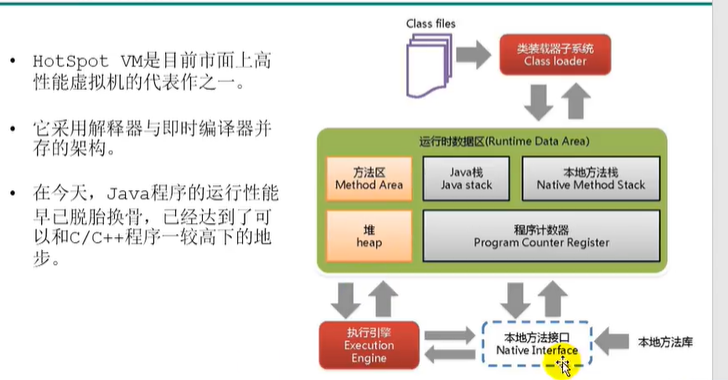 • HotSpot VM是目前市面上高
性能虚拟机的代表作之一。
• 它采用解释器与即时编译器并
存的架构。
• 在今天，Java程序的运行性能
早已脱胎换骨，已经达到了可
以和C/C++程序一较高下的地
步。
Class files
类装载器子系统
Class loader
运行时数据区(Runtime Data Area)
方法区
Method Area
Java栈
Java stack
本地方法栈
Native Method Stack
堆
heap
程序计数器
Program Counter Register
执行引擎
Execution
Engine
本地方法接口
Native Interface
本地方法库